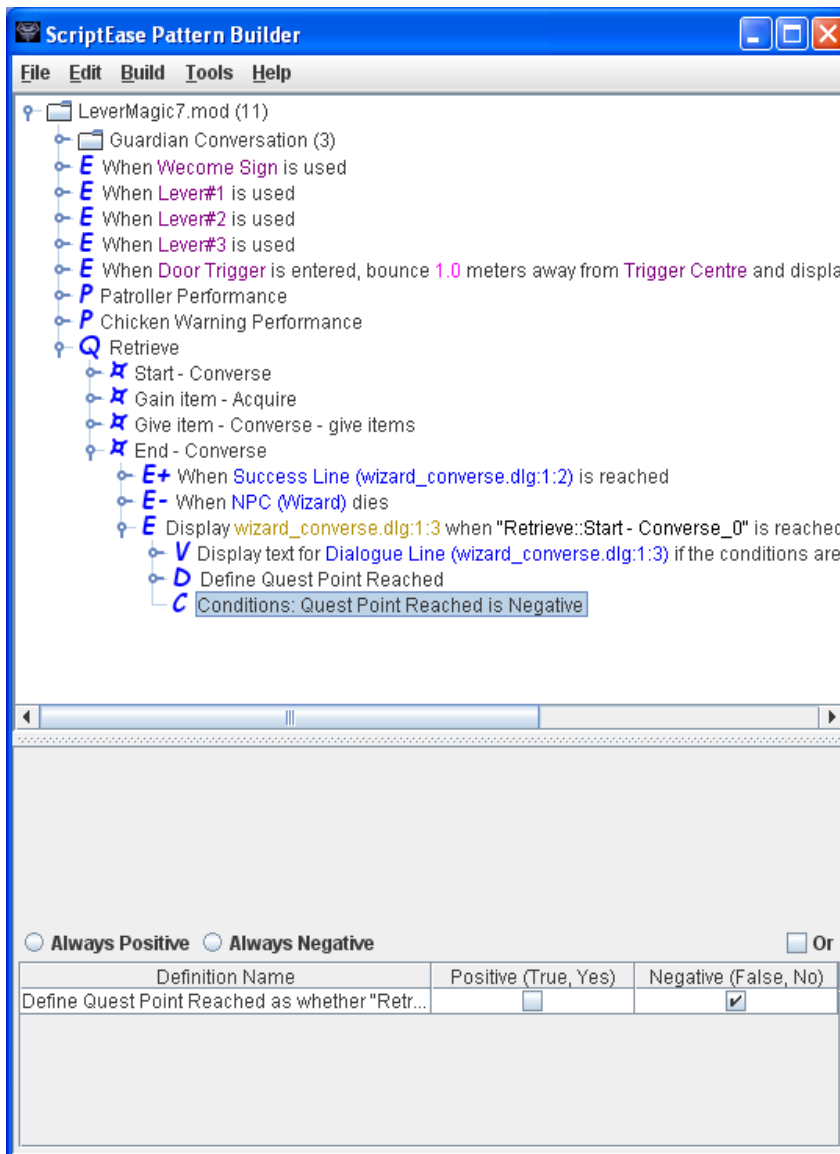 ScriptEase Pattern Builder
File Edit Build Tools Help
LeverMagic7.mod (11)
Guardian Conversation (3)
E When Wecome Sign is used
E When Lever#1 is used
E When Lever#2 is used
E When Lever#3 is used
E When Door Trigger is entered, bounce 1.0 meters away from Trigger Centre and displa
P Patroller Performance
P Chicken Warning Performance
Q Retrieve
Start - Converse
Gain item - Acquire
Give item - Converse - give items
End - Converse
E+ When Success Line (wizard_converse.dlg:1:2) is reached
E- When NPC (Wizard) dies
E Display wizard_converse.dlg:1:3 when "Retrieve::Start - Converse_0" is reached
V Display text for Dialogue Line (wizard_converse.dlg:1:3) if the conditions are
D Define Quest Point Reached
C Conditions: Quest Point Reached is Negative
Always Positive Always Negative Or
Definition Name Positive (True, Yes) Negative (False, No)
Define Quest Point Reached as whether "Retr...